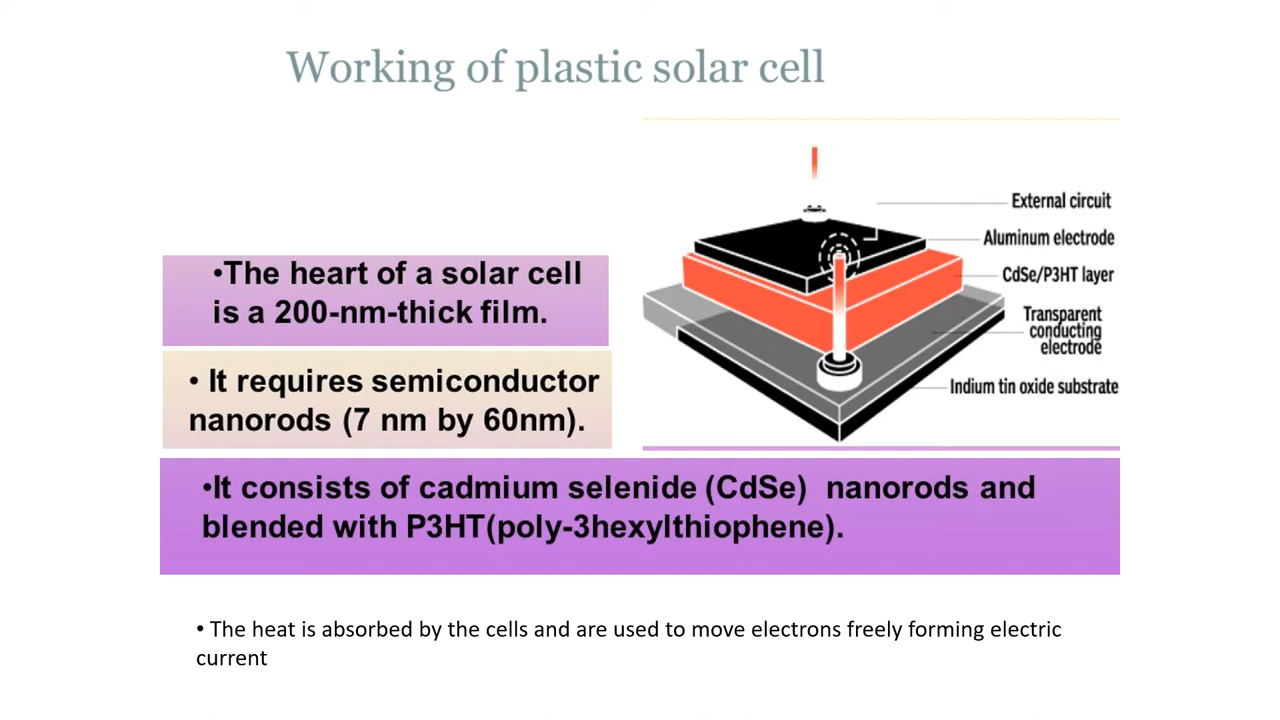 Working of plastic solar cell
External circuit
Aluminum electrode
CdSe/P3HT layer
Transparent
conducting
electrode
Indium tin oxide substrate
•The heart of a solar cell
is a 200-nm-thick film.
• It requires semiconductor
nanorods (7 nm by 60nm).
•It consists of cadmium selenide (CdSe) nanorods and
blended with P3HT(poly-3hexylthiophene).
• The heat is absorbed by the cells and are used to move electrons freely forming electric
current